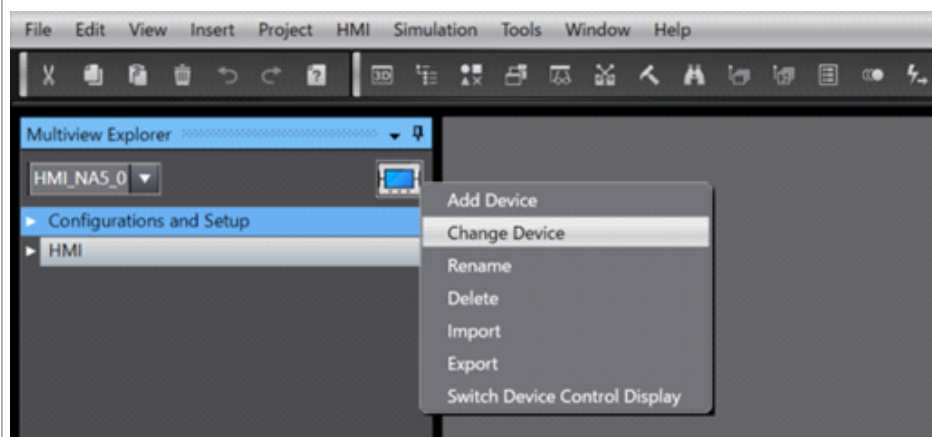 File Edit View Insert Project HMI Simulation Tools Window Help
3D
Multiview Explorer
HMI_NA5_0
Configurations and Setup
HMI
Add Device
Change Device
Rename
Delete
Import
Export
Switch Device Control Display